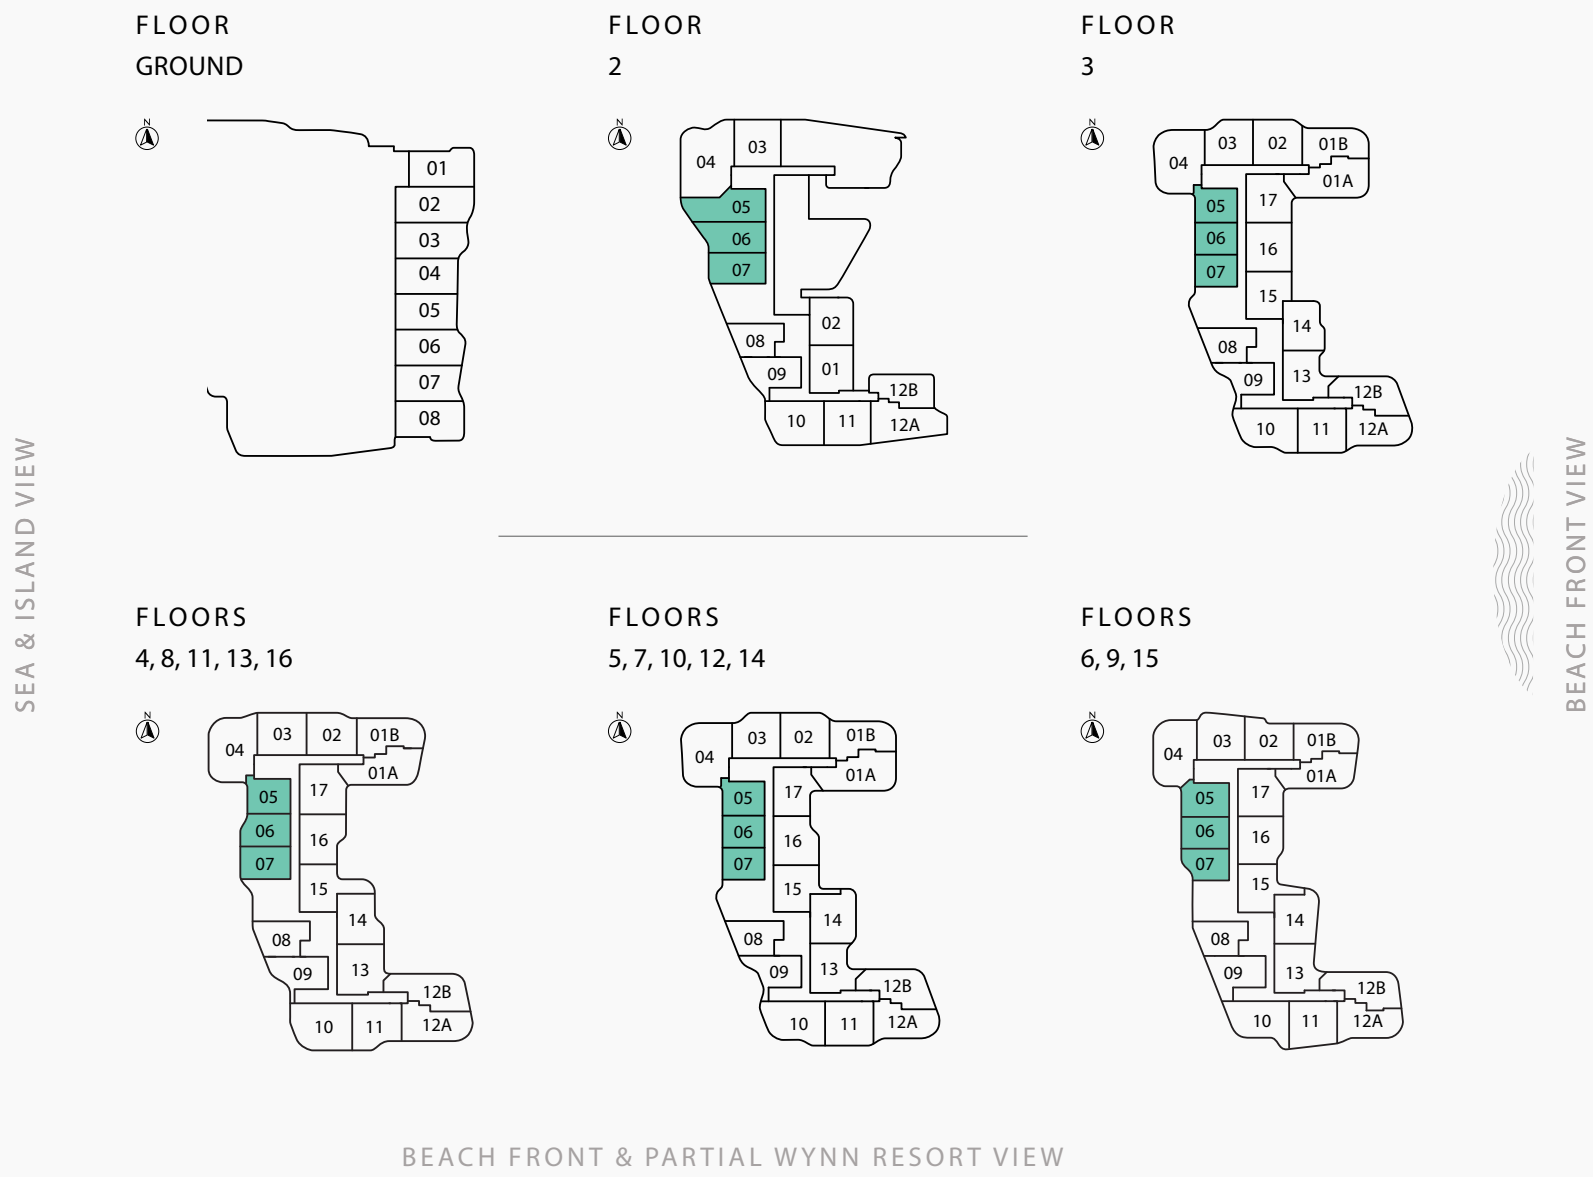 FLOOR
GROUND
N
01
02
03
04
05
06
07
08
FLOOR
2
N
03
04
05
06
07
02
08
01
09
12B
10
11
12A
FLOOR
3
N
03
02
01B
04
01A
17
05
06
16
07
15
14
08
13
09
12B
10
11
12A
SEA & ISLAND VIEW
BEACH FRONT VIEW
FLOORS
4, 8, 11, 13, 16
N
03
02
01B
04
01A
17
05
06
16
07
15
14
08
13
09
12B
10
11
12A
FLOORS
5, 7, 10, 12, 14
N
03
02
01B
04
01A
17
05
06
16
07
15
14
08
13
09
12B
10
11
12A
FLOORS
6, 9, 15
N
03
02
01B
04
01A
17
05
06
16
07
15
14
08
13
09
12B
10
11
12A
BEACH FRONT & PARTIAL WYNN RESORT VIEW